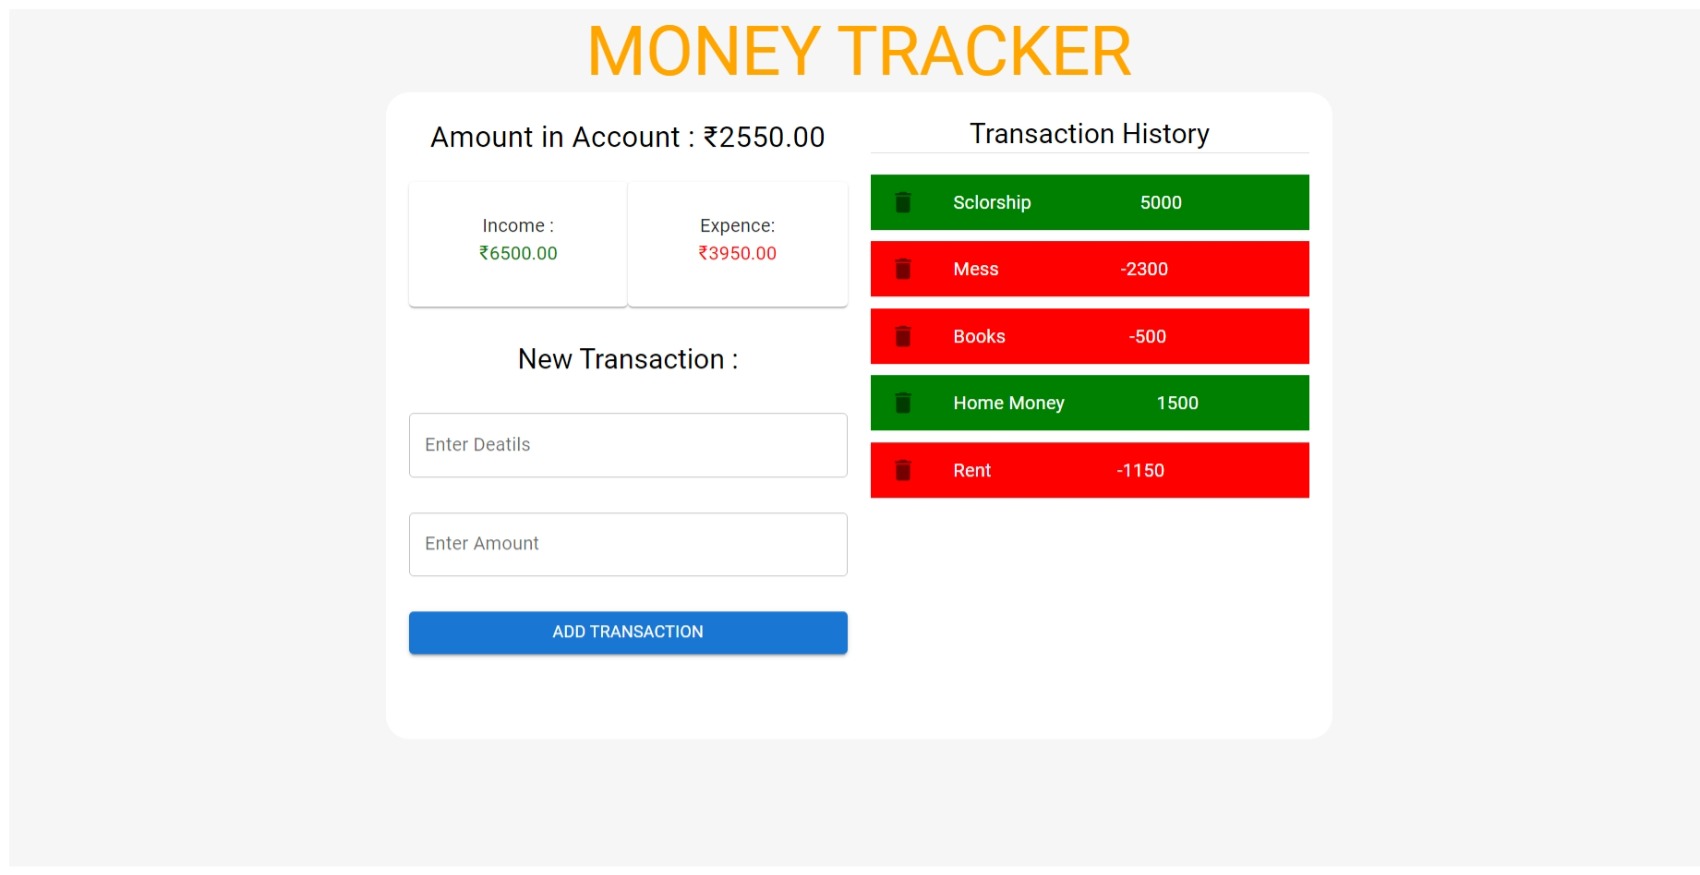 MONEY TRACKER
Amount in Account : ₹2550.00
Income :
₹6500.00
Expence:
₹3950.00
New Transaction :
Enter Deatils
Enter Amount
ADD TRANSACTION
Transaction History
Sclorship 5000
Mess -2300
Books -500
Home Money 1500
Rent -1150